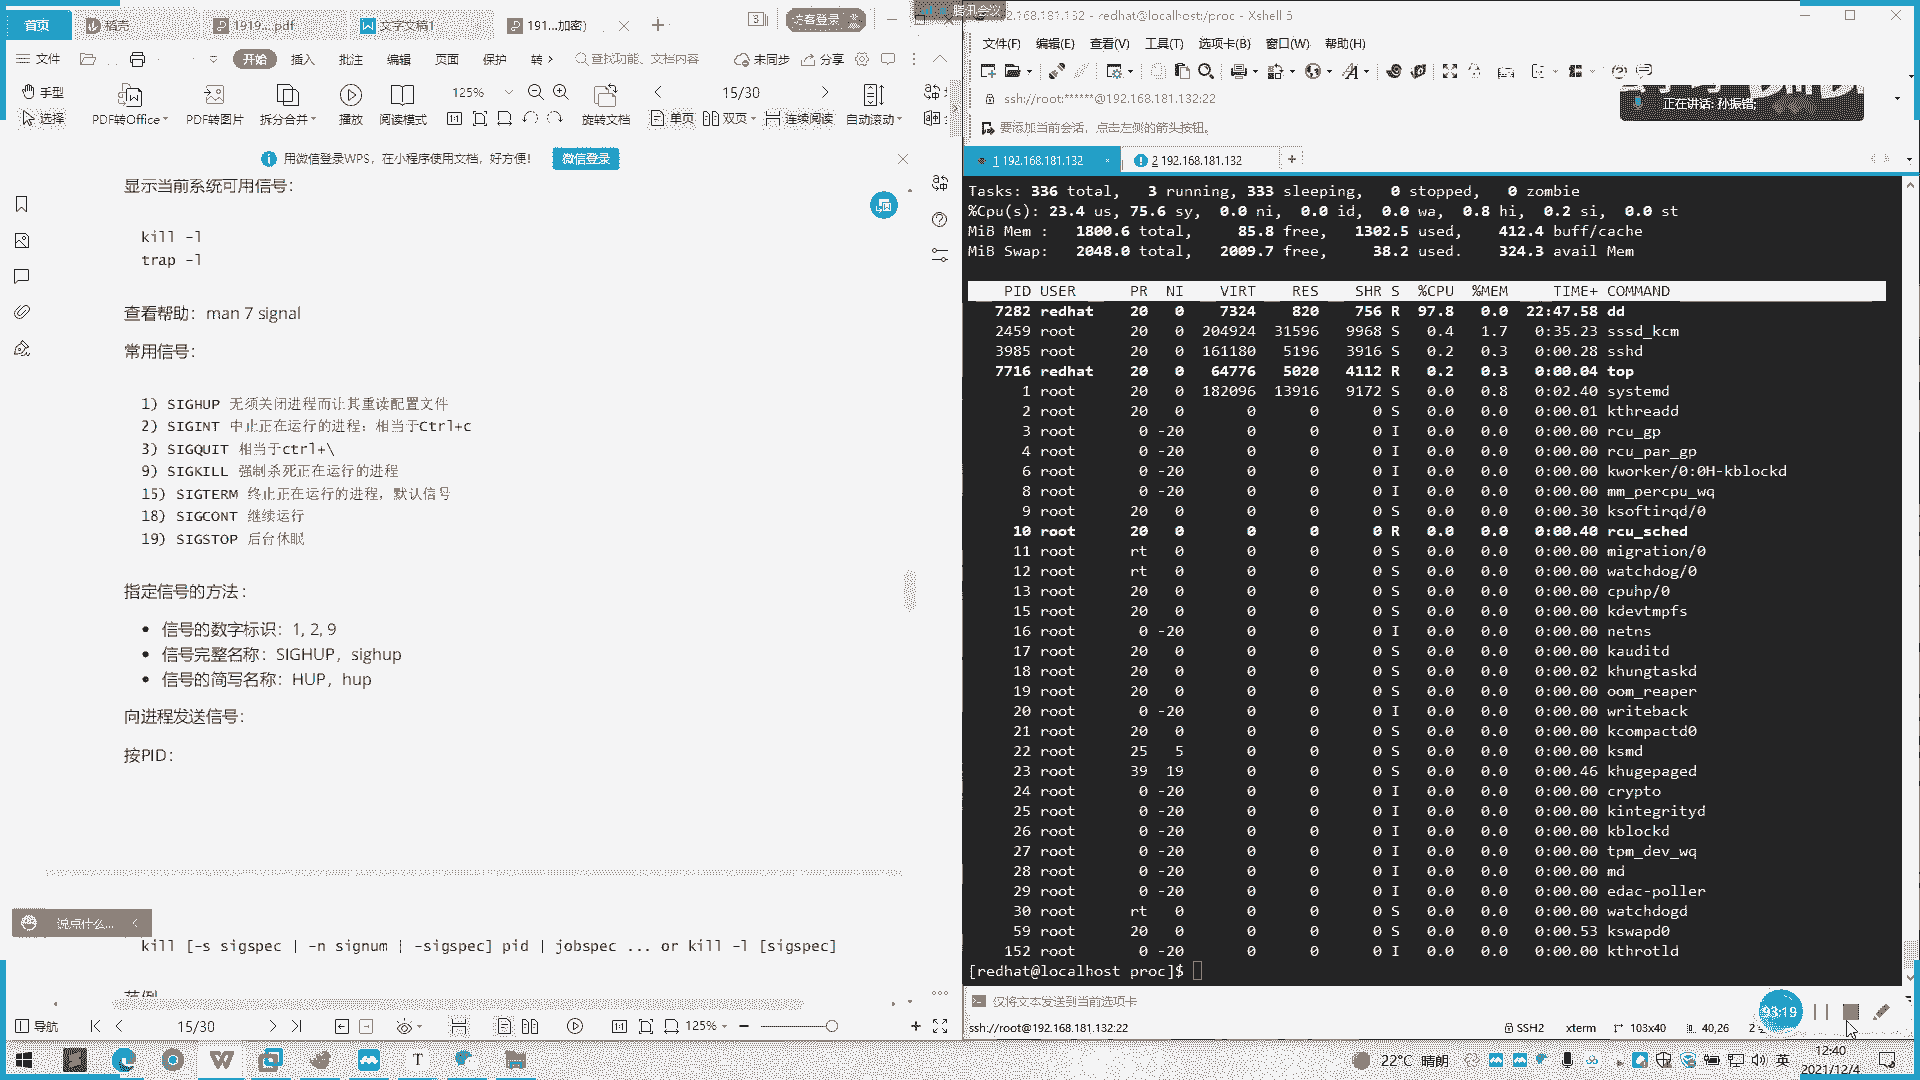 首页
稻壳
1919....pdf
文字文稿1
191...加密)
访客登录
文件
开始
插入
批注
编辑
页面
保护
转
查找功能、文档内容
未同步
分享
手型
选择
PDF转Office
PDF转图片
拆分合并
播放
阅读模式
125%
旋转文档
15/30
单页
双页
连续阅读
自动滚动
用微信登录WPS，在小程序使用文档，好方便！
微信登录
显示当前系统可用信号：
kill -l
trap -l
查看帮助：man 7 signal
常用信号：
1) SIGHUP 无须关闭进程而让其重读配置文件
2) SIGINT 中止正在运行的进程；相当于Ctrl+c
3) SIGQUIT 相当于ctrl+\
9) SIGKILL 强制杀死正在运行的进程
15) SIGTERM 终止正在运行的进程，默认信号
18) SIGCONT 继续运行
19) SIGSTOP 后台休眠
指定信号的方法：
信号的数字标识：1, 2, 9
信号完整名称：SIGHUP，sighup
信号的简写名称：HUP，hup
向进程发送信号：
按PID：
说点什么...
kill [-s sigspec | -n signum | -sigspec] pid | jobspec ... or kill -l [sigspec]
范例
导航
15/30
125%
腾讯会议
192.168.181.132 - redhat@localhost:/proc - Xshell 5
文件(F) 编辑(E) 查看(V) 工具(T) 选项卡(B) 窗口(W) 帮助(H)
ssh://root:******@192.168.181.132:22
正在讲话: 孙振铭;
要添加当前会话，点击左侧的箭头按钮。
1 192.168.181.132
2 192.168.181.132
Tasks: 336 total, 3 running, 333 sleeping, 0 stopped, 0 zombie
%Cpu(s): 23.4 us, 75.6 sy, 0.0 ni, 0.0 id, 0.0 wa, 0.8 hi, 0.2 si, 0.0 st
MiB Mem : 1800.6 total, 85.8 free, 1302.5 used, 412.4 buff/cache
MiB Swap: 2048.0 total, 2009.7 free, 38.2 used. 324.3 avail Mem
PID USER PR NI VIRT RES SHR S %CPU %MEM TIME+ COMMAND
7282 redhat 20 0 7324 820 756 R 97.8 0.0 22:47.58 dd
2459 root 20 0 204924 31596 9968 S 0.4 1.7 0:35.23 sssd_kcm
3985 root 20 0 161180 5196 3916 S 0.2 0.3 0:00.28 sshd
7716 redhat 20 0 64776 5020 4112 R 0.2 0.3 0:00.04 top
1 root 20 0 182096 13916 9172 S 0.0 0.8 0:02.40 systemd
2 root 20 0 0 0 0 S 0.0 0.0 0:00.01 kthreadd
3 root 0 -20 0 0 0 I 0.0 0.0 0:00.00 rcu_gp
4 root 0 -20 0 0 0 I 0.0 0.0 0:00.00 rcu_par_gp
6 root 0 -20 0 0 0 I 0.0 0.0 0:00.00 kworker/0:0H-kblockd
8 root 0 -20 0 0 0 I 0.0 0.0 0:00.00 mm_percpu_wq
9 root 20 0 0 0 0 S 0.0 0.0 0:00.30 ksoftirqd/0
10 root 20 0 0 0 0 R 0.0 0.0 0:00.40 rcu_sched
11 root rt 0 0 0 0 S 0.0 0.0 0:00.00 migration/0
12 root rt 0 0 0 0 S 0.0 0.0 0:00.00 watchdog/0
13 root 20 0 0 0 0 S 0.0 0.0 0:00.00 cpuhp/0
15 root 20 0 0 0 0 S 0.0 0.0 0:00.00 kdevtmpfs
16 root 0 -20 0 0 0 I 0.0 0.0 0:00.00 netns
17 root 20 0 0 0 0 S 0.0 0.0 0:00.00 kauditd
18 root 20 0 0 0 0 S 0.0 0.0 0:00.02 khungtaskd
19 root 20 0 0 0 0 S 0.0 0.0 0:00.00 oom_reaper
20 root 0 -20 0 0 0 I 0.0 0.0 0:00.00 writeback
21 root 20 0 0 0 0 S 0.0 0.0 0:00.00 kcompactd0
22 root 25 5 0 0 0 S 0.0 0.0 0:00.00 ksmd
23 root 39 19 0 0 0 S 0.0 0.0 0:00.46 khugepaged
24 root 0 -20 0 0 0 I 0.0 0.0 0:00.00 crypto
25 root 0 -20 0 0 0 I 0.0 0.0 0:00.00 kintegrityd
26 root 0 -20 0 0 0 I 0.0 0.0 0:00.00 kblockd
27 root 0 -20 0 0 0 I 0.0 0.0 0:00.00 tpm_dev_wq
28 root 0 -20 0 0 0 I 0.0 0.0 0:00.00 md
29 root 0 -20 0 0 0 I 0.0 0.0 0:00.00 edac-poller
30 root rt 0 0 0 0 S 0.0 0.0 0:00.00 watchdogd
59 root 20 0 0 0 0 S 0.0 0.0 0:00.53 kswapd0
152 root 0 -20 0 0 0 I 0.0 0.0 0:00.00 kthrotld
[redhat@localhost proc]$
仅将文本发送到当前选项卡
93:19
ssh://root@192.168.181.132:22
SSH2 xterm 103x40 40,26
22°C 晴朗
英
12:40
2021/12/4